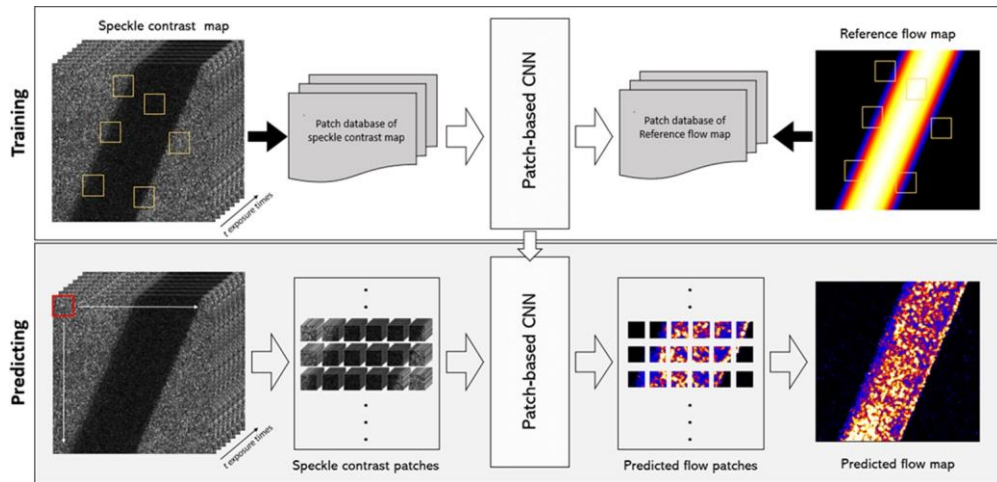 Speckle contrast map
Reference flow map
Training
Patch database of
speckle contrast map
Patch-based CNN
Patch database of
Reference flow map
t exposure times
Predicting
Patch-based CNN
t exposure times
Speckle contrast patches
Predicted flow patches
Predicted flow map